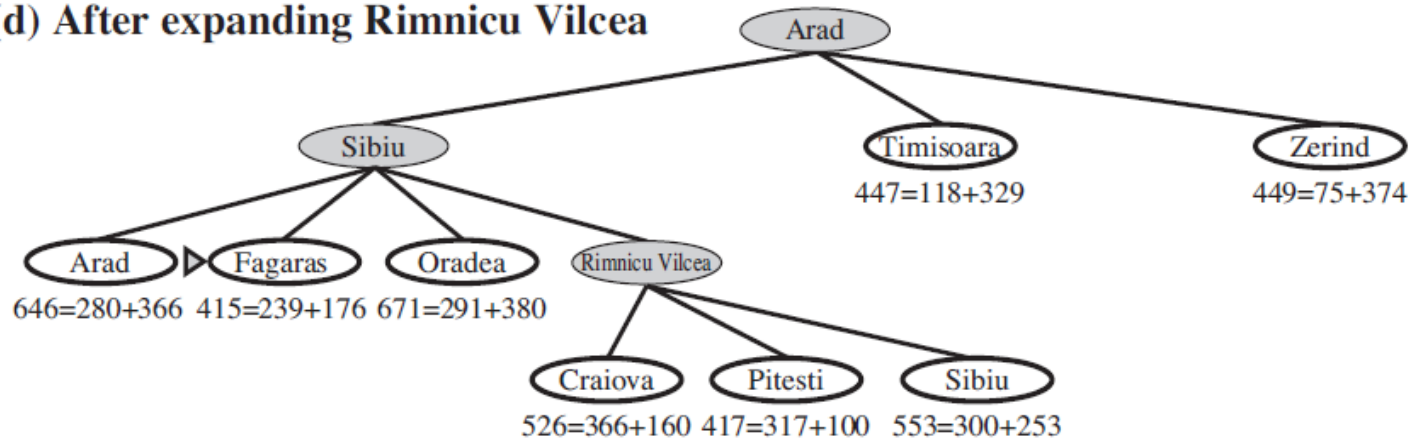 (d) After expanding Rimnicu Vilcea
Arad
Sibiu
Timisoara
Zerind
447=118+329
449=75+374
Arad
Fagaras
Oradea
Rimnicu Vilcea
646=280+366
415=239+176
671=291+380
Craiova
Pitesti
Sibiu
526=366+160
417=317+100
553=300+253